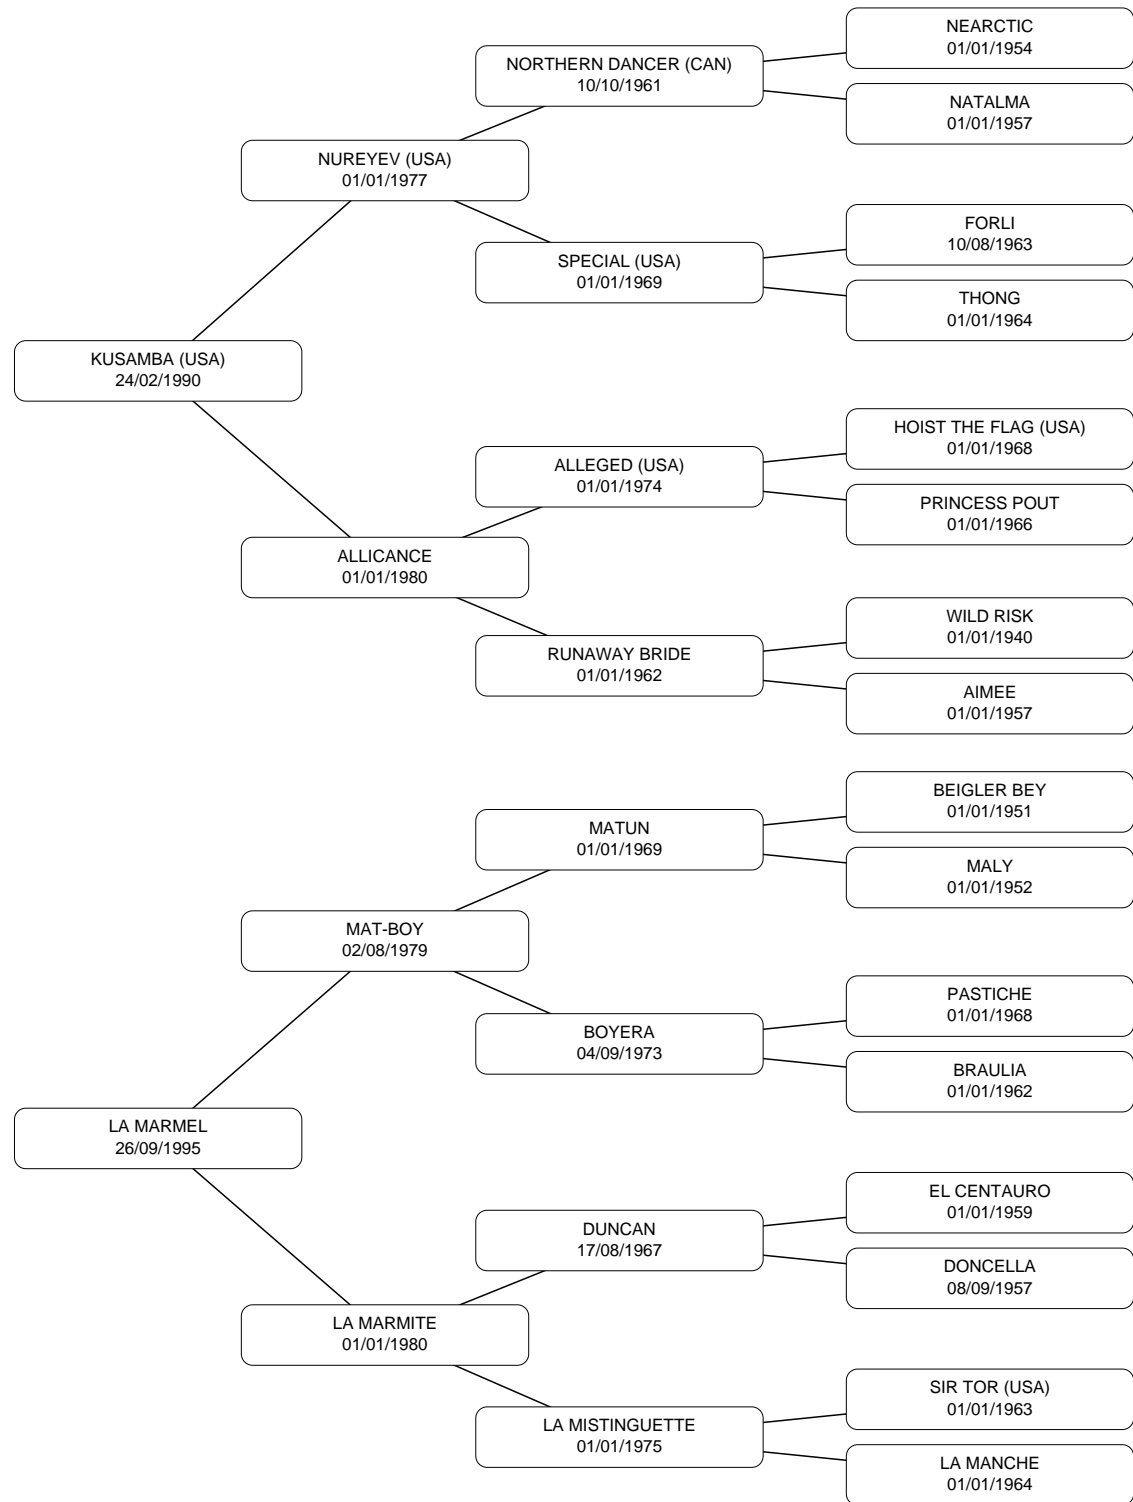 NEARCTIC
01/01/1954
NORTHERN DANCER (CAN)
10/10/1961
NATALMA
01/01/1957
NUREYEV (USA)
01/01/1977
FORLI
10/08/1963
SPECIAL (USA)
01/01/1969
THONG
01/01/1964
KUSAMBA (USA)
24/02/1990
HOIST THE FLAG (USA)
01/01/1968
ALLEGED (USA)
01/01/1974
PRINCESS POUT
01/01/1966
ALLICANCE
01/01/1980
WILD RISK
01/01/1940
RUNAWAY BRIDE
01/01/1962
AIMEE
01/01/1957
BEIGLER BEY
01/01/1951
MATUN
01/01/1969
MALY
01/01/1952
MAT-BOY
02/08/1979
PASTICHE
01/01/1968
BOYERA
04/09/1973
BRAULIA
01/01/1962
LA MARMEL
26/09/1995
EL CENTAURO
01/01/1959
DUNCAN
17/08/1967
DONCELLA
08/09/1957
LA MARMITE
01/01/1980
SIR TOR (USA)
01/01/1963
LA MISTINGUETTE
01/01/1975
LA MANCHE
01/01/1964